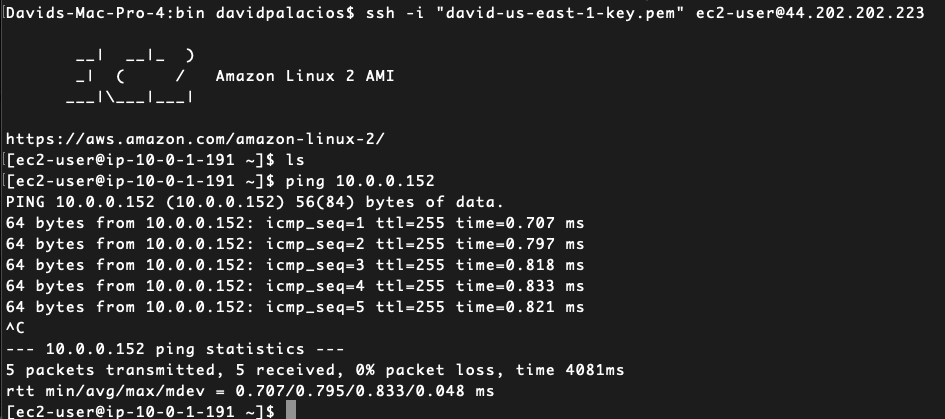 Davids-Mac-Pro-4:bin davidpalacios$ ssh -i "david-us-east-1-key.pem" ec2-user@44.202.202.223
       __|  __|_  )
       _|  (     /   Amazon Linux 2 AMI
      ___|\___|___|
https://aws.amazon.com/amazon-linux-2/
[ec2-user@ip-10-0-1-191 ~]$ ls
[ec2-user@ip-10-0-1-191 ~]$ ping 10.0.0.152
PING 10.0.0.152 (10.0.0.152) 56(84) bytes of data.
64 bytes from 10.0.0.152: icmp_seq=1 ttl=255 time=0.707 ms
64 bytes from 10.0.0.152: icmp_seq=2 ttl=255 time=0.797 ms
64 bytes from 10.0.0.152: icmp_seq=3 ttl=255 time=0.818 ms
64 bytes from 10.0.0.152: icmp_seq=4 ttl=255 time=0.833 ms
64 bytes from 10.0.0.152: icmp_seq=5 ttl=255 time=0.821 ms
^C
--- 10.0.0.152 ping statistics ---
5 packets transmitted, 5 received, 0% packet loss, time 4081ms
rtt min/avg/max/mdev = 0.707/0.795/0.833/0.048 ms
[ec2-user@ip-10-0-1-191 ~]$